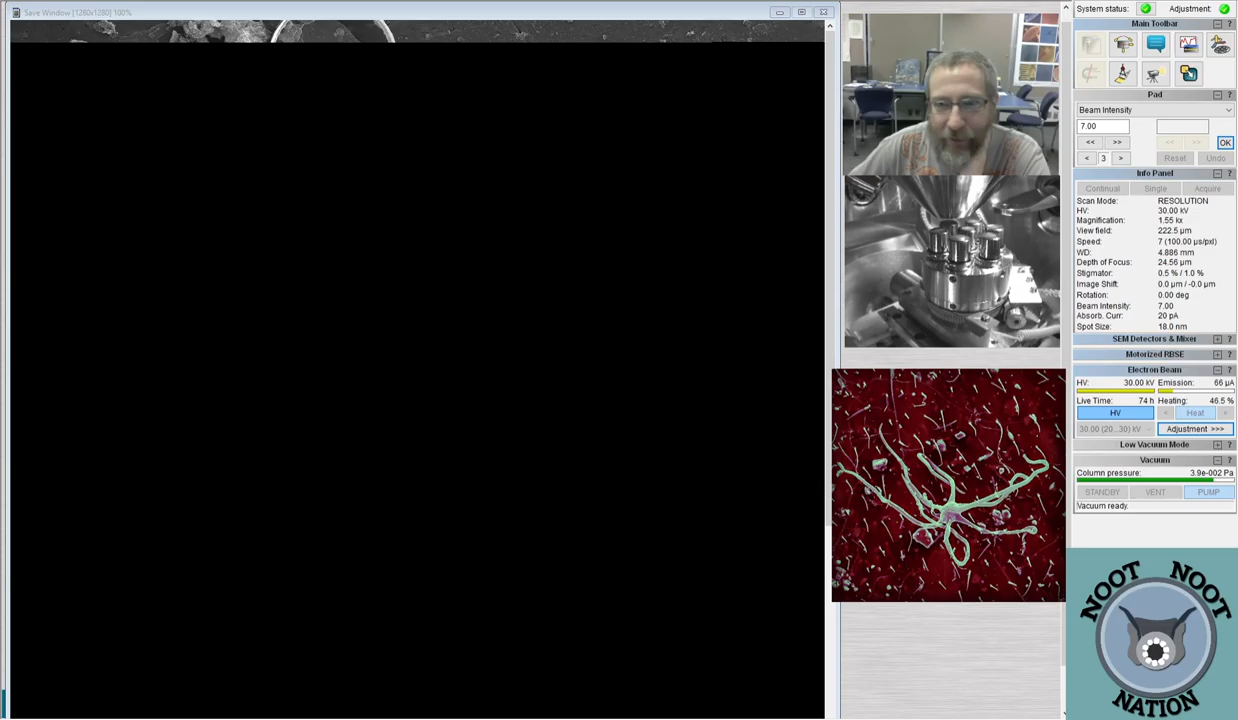 Save Window [1280x1280] 100%
System status:
Adjustment:
Main Toolbar
?
Pad
?
Beam Intensity
7.00
<<
>>
<<
>>
OK
<
3
>
Reset
Undo
Info Panel
?
Continual
Single
Acquire
Scan Mode: RESOLUTION
HV: 30.00 kV
Magnification: 1.55 kx
View field: 222.5 µm
Speed: 7 (100.00 µs/pxl)
WD: 4.886 mm
Depth of Focus: 24.56 µm
Stigmator: 0.5 % / 1.0 %
Image Shift: 0.0 µm / -0.0 µm
Rotation: 0.00 deg
Beam Intensity: 7.00
Absorb. Curr: 20 pA
Spot Size: 18.0 nm
SEM Detectors & Mixer
?
Motorized RBSE
?
Electron Beam
?
HV: 30.00 kV Emission: 66 µA
Live Time: 74 h Heating: 46.5 %
HV
<
Heat
30.00 (20...30) kV
Adjustment >>>
Low Vacuum Mode
?
Vacuum
?
Column pressure: 3.9e-002 Pa
STANDBY
VENT
PUMP
Vacuum ready.
NOOT NOOT
NATION